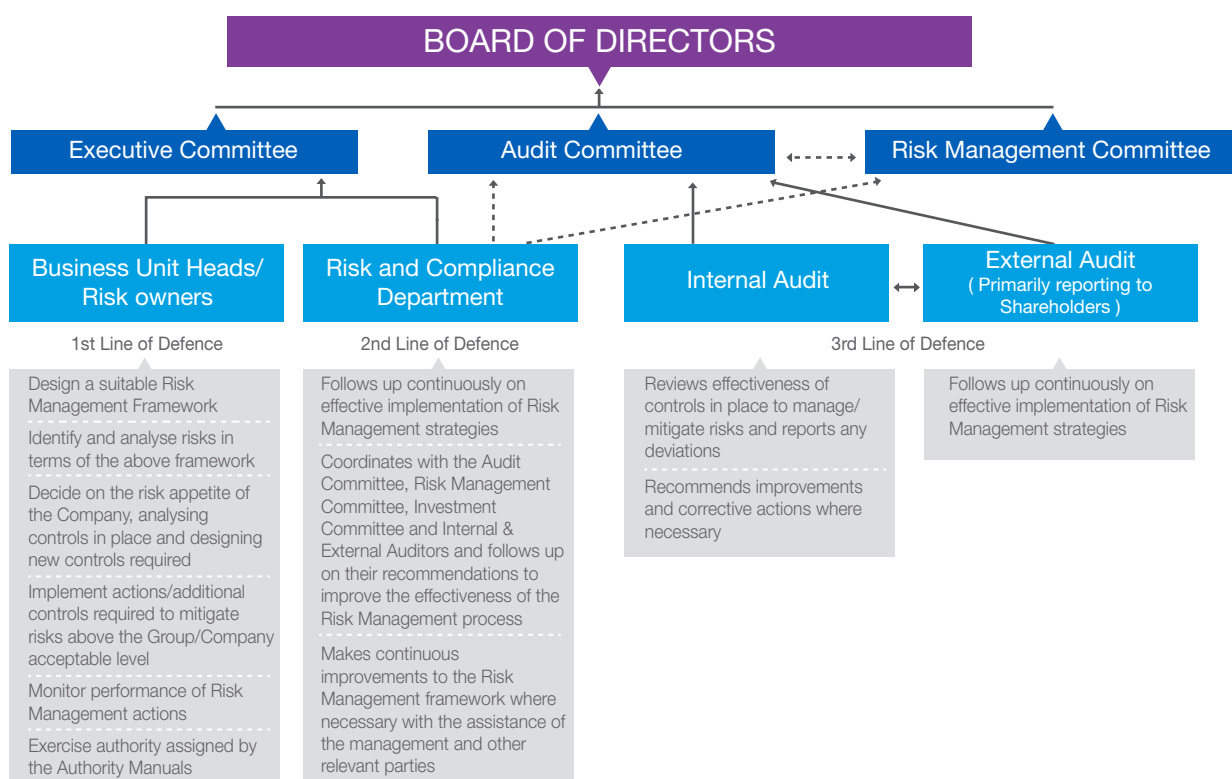 BOARD OF DIRECTORS
Executive Committee
Audit Committee
Risk Management Committee
Business Unit Heads/
Risk owners
Risk and Compliance
Department
Internal Audit
External Audit
( Primarily reporting to
Shareholders )
1st Line of Defence
2nd Line of Defence
3rd Line of Defence
Design a suitable Risk
Management Framework
Identify and analyse risks in
terms of the above framework
Decide on the risk appetite of
the Company, analysing
controls in place and designing
new controls required
Implement actions/additional
controls required to mitigate
risks above the Group/Company
acceptable level
Monitor performance of Risk
Management actions
Exercise authority assigned by
the Authority Manuals
Follows up continuously on
effective implementation of Risk
Management strategies
Coordinates with the Audit
Committee, Risk Management
Committee, Investment
Committee and Internal &
External Auditors and follows up
on their recommendations to
improve the effectiveness of the
Risk Management process
Makes continuous
improvements to the Risk
Management framework where
necessary with the assistance of
the management and other
relevant parties
Reviews effectiveness of
controls in place to manage/
mitigate risks and reports any
deviations
Recommends improvements
and corrective actions where
necessary
Follows up continuously on
effective implementation of Risk
Management strategies